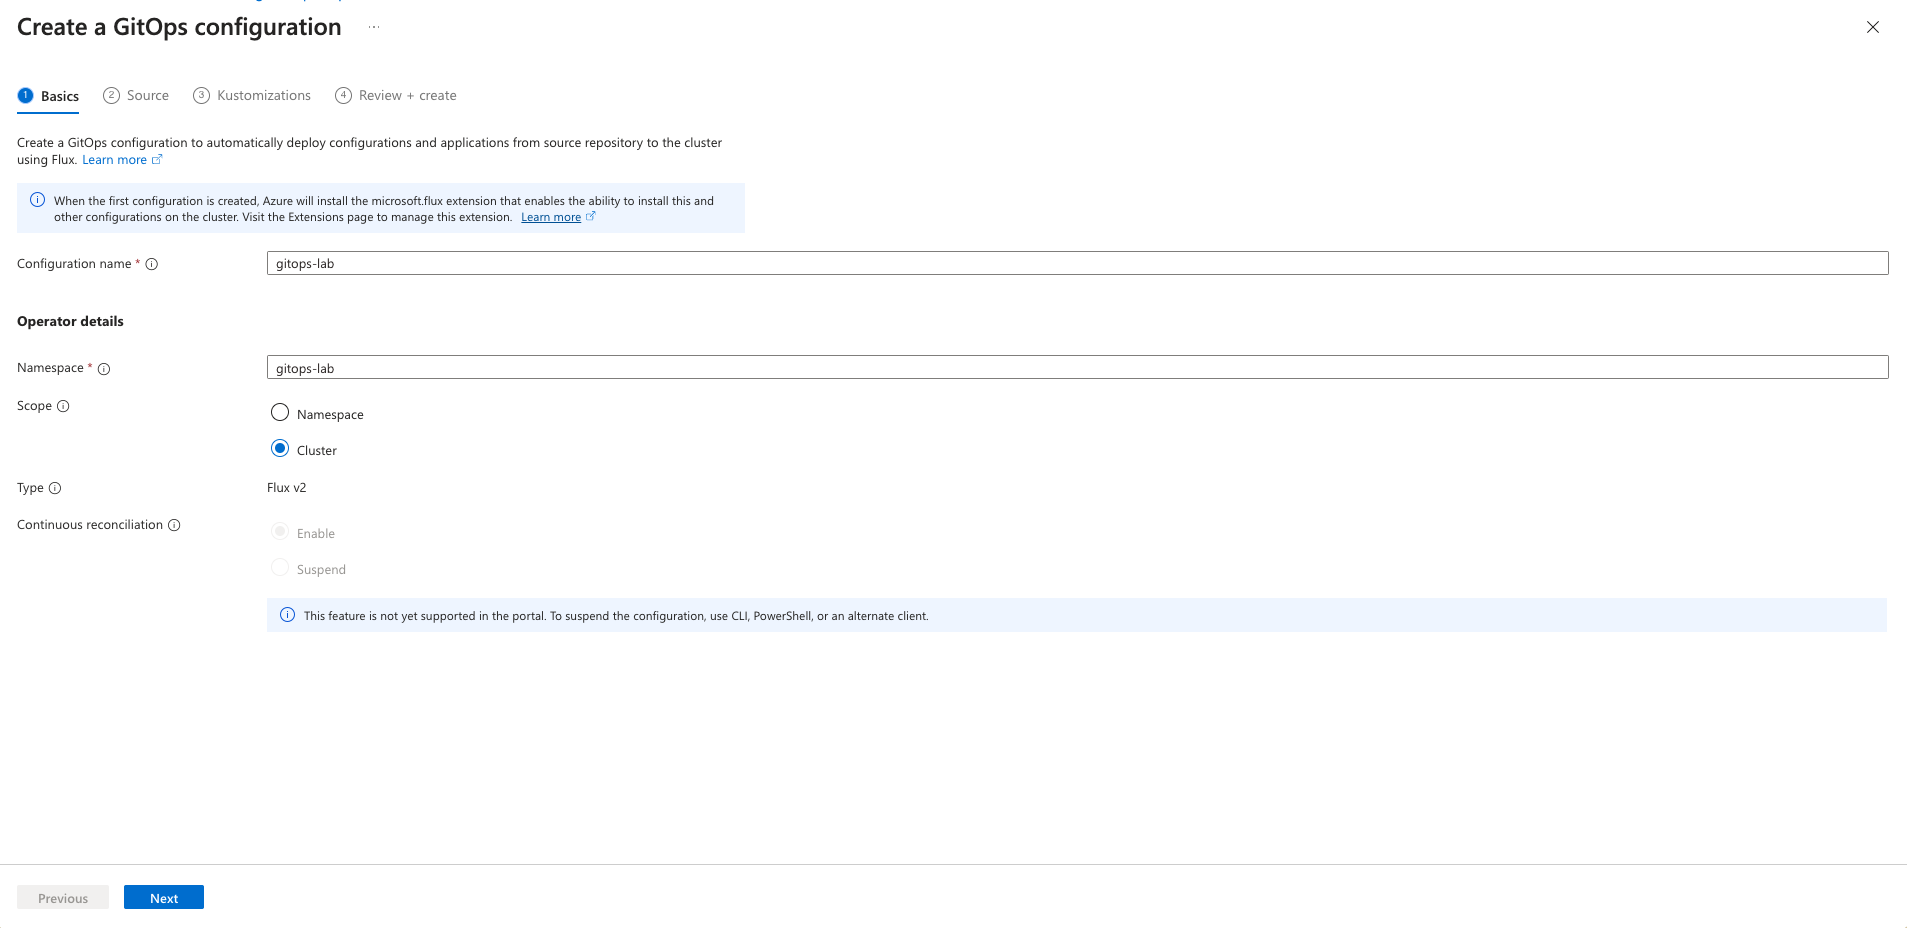 Create a GitOps configuration ...
1 Basics 2 Source 3 Kustomizations 4 Review + create
Create a GitOps configuration to automatically deploy configurations and applications from source repository to the cluster
using Flux. Learn more
When the first configuration is created, Azure will install the microsoft.flux extension that enables the ability to install this and
other configurations on the cluster. Visit the Extensions page to manage this extension. Learn more
Configuration name * gitops-lab
Operator details
Namespace * gitops-lab
Scope
Namespace
Cluster
Type Flux v2
Continuous reconciliation
Enable
Suspend
This feature is not yet supported in the portal. To suspend the configuration, use CLI, PowerShell, or an alternate client.
Previous Next